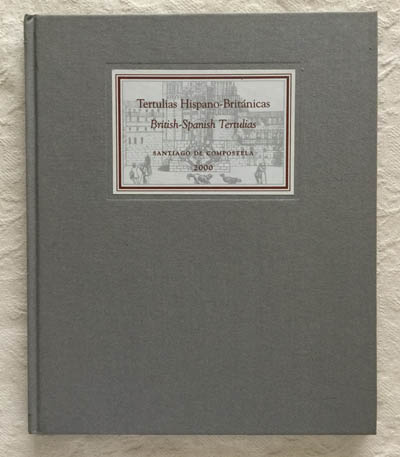 Tertulias Hispano-Británicas
British-Spanish Tertulias
SANTIAGO DE COMPOSTELA
2000